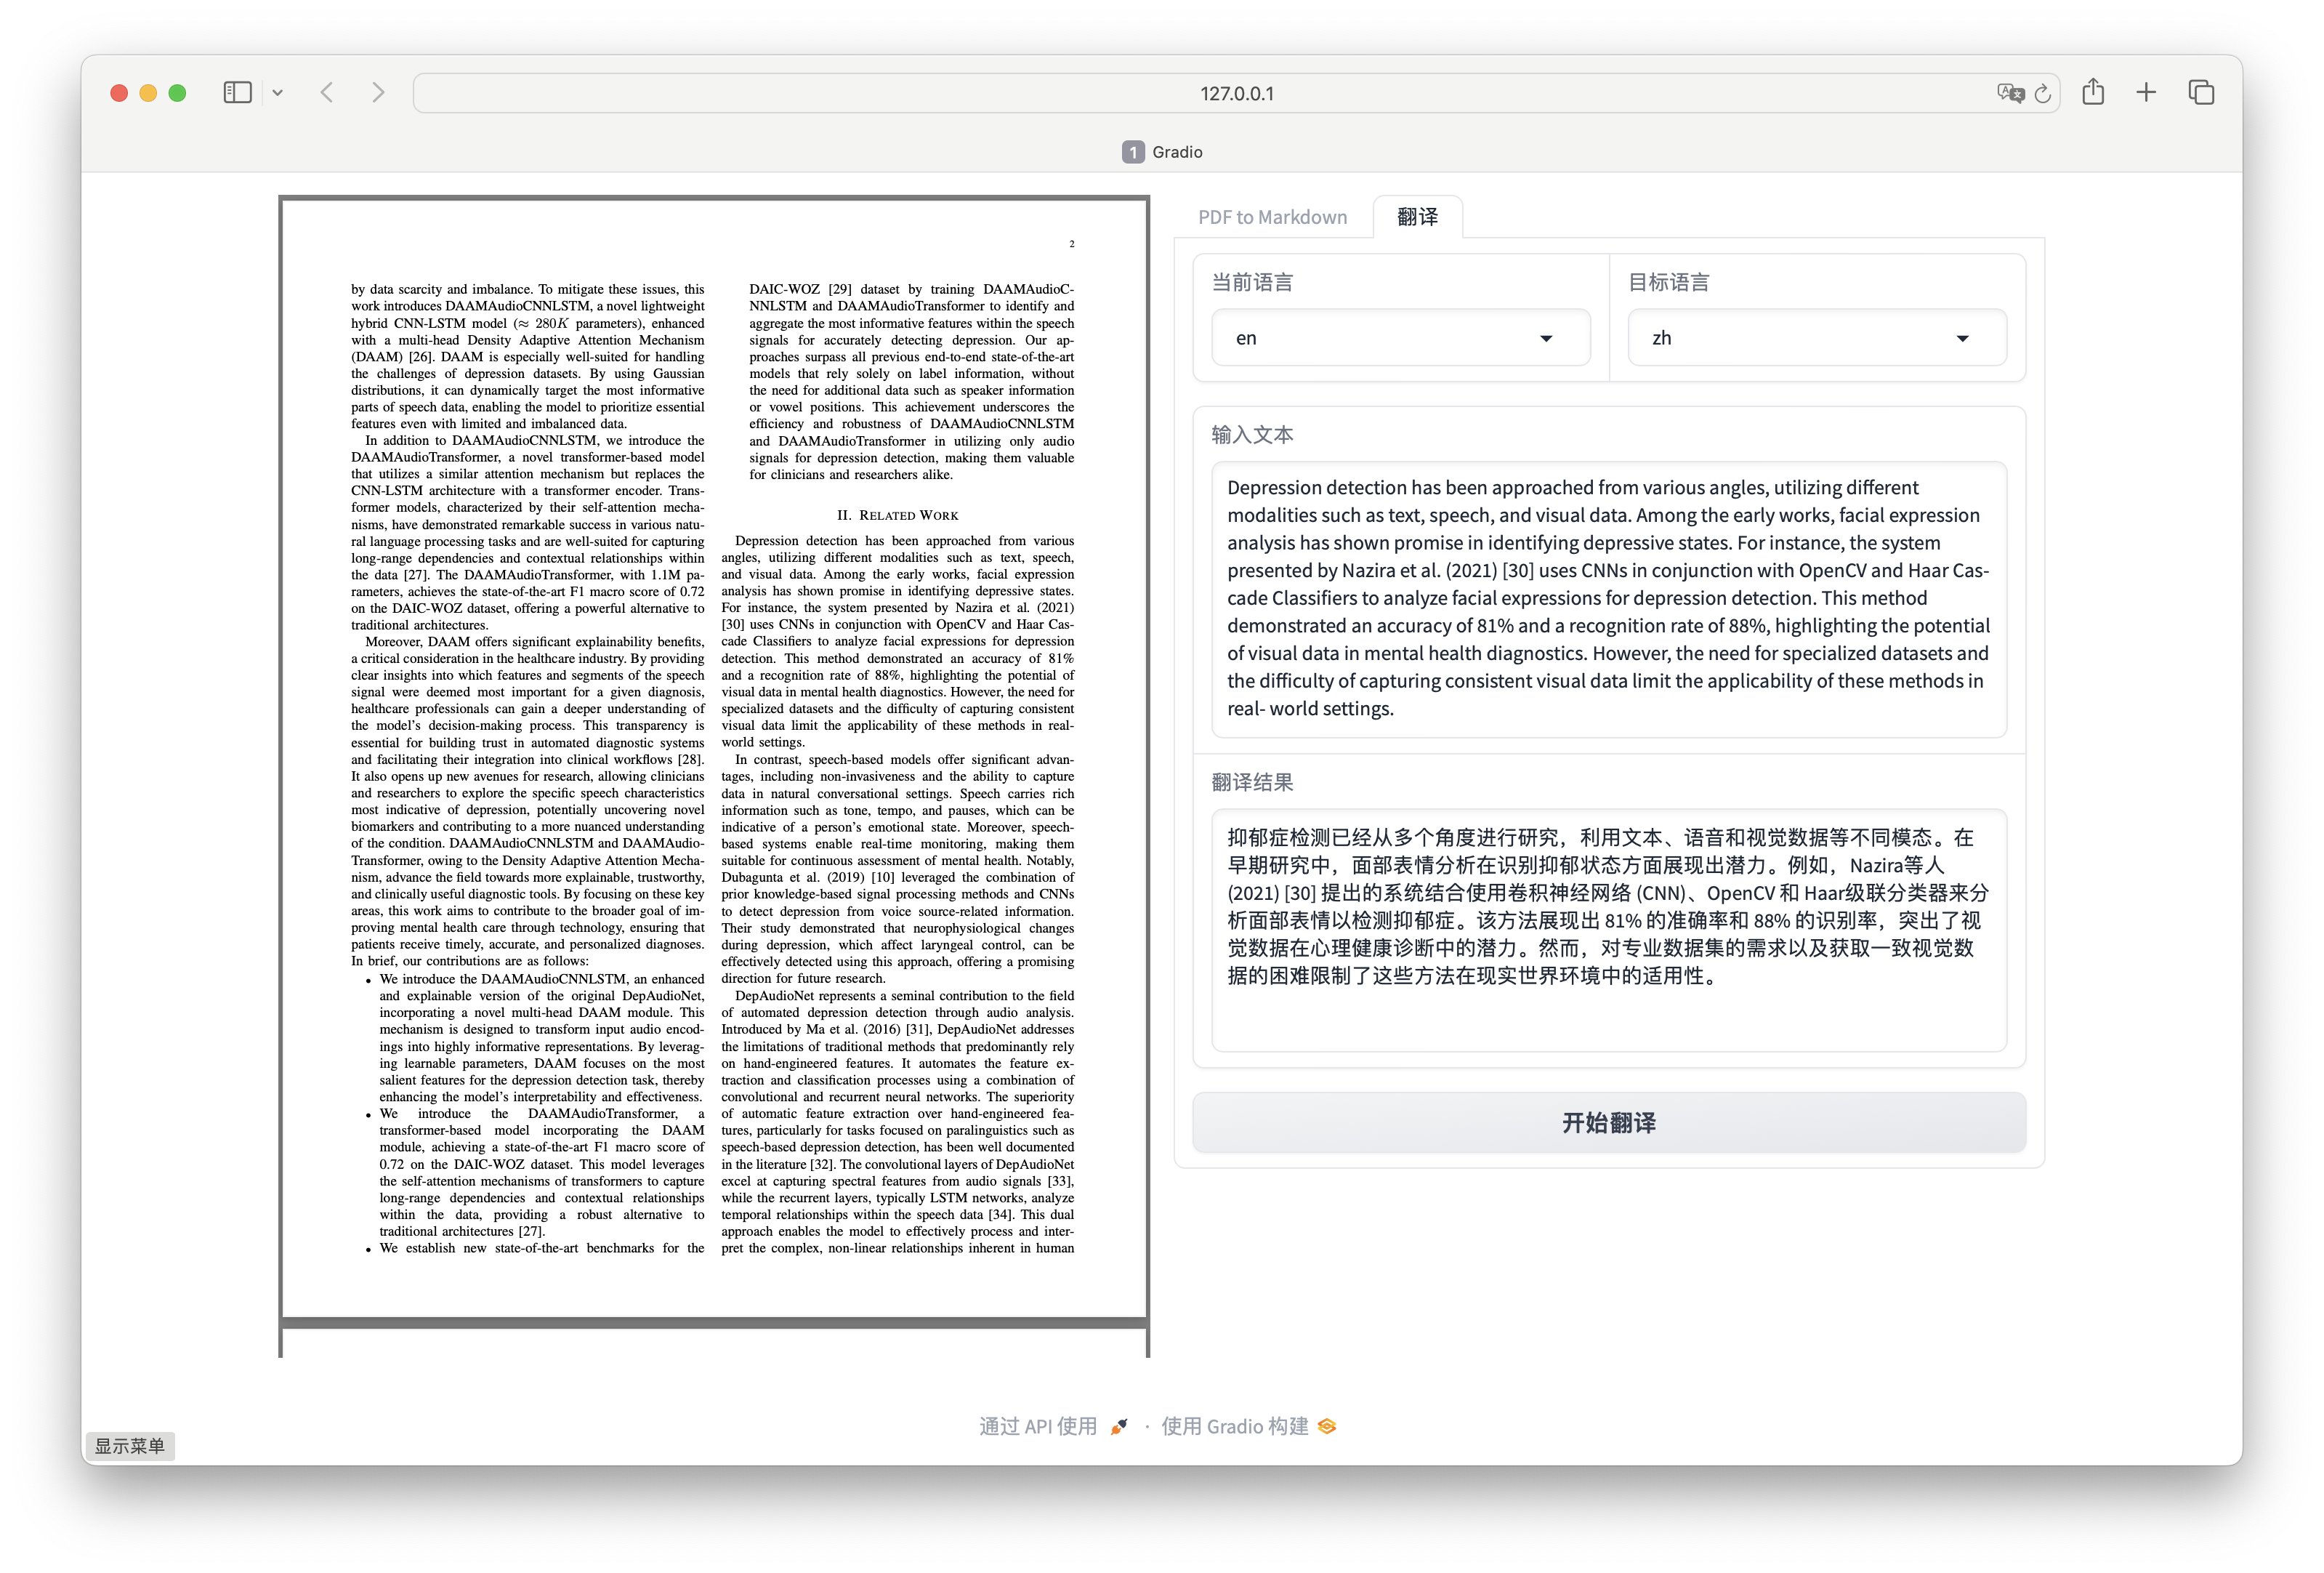 127.0.0.1
1 Gradio
2
by data scarcity and imbalance. To mitigate these issues, this
work introduces DAAMAudioCNNLSTM, a novel lightweight
hybrid CNN-LSTM model (≈ 280K parameters), enhanced
with a multi-head Density Adaptive Attention Mechanism
(DAAM) [26]. DAAM is especially well-suited for handling
the challenges of depression datasets. By using Gaussian
distributions, it can dynamically target the most informative
parts of speech data, enabling the model to prioritize essential
features even with limited and imbalanced data.
In addition to DAAMAudioCNNLSTM, we introduce the
DAAMAudioTransformer, a novel transformer-based model
that utilizes a similar attention mechanism but replaces the
CNN-LSTM architecture with a transformer encoder. Trans-
former models, characterized by their self-attention mecha-
nisms, have demonstrated remarkable success in various natu-
ral language processing tasks and are well-suited for capturing
long-range dependencies and contextual relationships within
the data [27]. The DAAMAudioTransformer, with 1.1M pa-
rameters, achieves the state-of-the-art F1 macro score of 0.72
on the DAIC-WOZ dataset, offering a powerful alternative to
traditional architectures.
Moreover, DAAM offers significant explainability benefits,
a critical consideration in the healthcare industry. By providing
clear insights into which features and segments of the speech
signal were deemed most important for a given diagnosis,
healthcare professionals can gain a deeper understanding of
the model's decision-making process. This transparency is
essential for building trust in automated diagnostic systems
and facilitating their integration into clinical workflows [28].
It also opens up new avenues for research, allowing clinicians
and researchers to explore the specific speech characteristics
most indicative of depression, potentially uncovering novel
biomarkers and contributing to a more nuanced understanding
of the condition. DAAMAudioCNNLSTM and DAAMAudio-
Transformer, owing to the Density Adaptive Attention Mecha-
nism, advance the field towards more explainable, trustworthy,
and clinically useful diagnostic tools. By focusing on these key
areas, this work aims to contribute to the broader goal of im-
proving mental health care through technology, ensuring that
patients receive timely, accurate, and personalized diagnoses.
In brief, our contributions are as follows:
• We introduce the DAAMAudioCNNLSTM, an enhanced
and explainable version of the original DepAudioNet,
incorporating a novel multi-head DAAM module. This
mechanism is designed to transform input audio encod-
ings into highly informative representations. By leverag-
ing learnable parameters, DAAM focuses on the most
salient features for the depression detection task, thereby
enhancing the model's interpretability and effectiveness.
• We introduce the DAAMAudioTransformer, a
transformer-based model incorporating the DAAM
module, achieving a state-of-the-art F1 macro score of
0.72 on the DAIC-WOZ dataset. This model leverages
the self-attention mechanisms of transformers to capture
long-range dependencies and contextual relationships
within the data, providing a robust alternative to
traditional architectures [27].
• We establish new state-of-the-art benchmarks for the
DAIC-WOZ [29] dataset by training DAAMAudioC-
NNLSTM and DAAMAudioTransformer to identify and
aggregate the most informative features within the speech
signals for accurately detecting depression. Our ap-
proaches surpass all previous end-to-end state-of-the-art
models that rely solely on label information, without
the need for additional data such as speaker information
or vowel positions. This achievement underscores the
efficiency and robustness of DAAMAudioCNNLSTM
and DAAMAudioTransformer in utilizing only audio
signals for depression detection, making them valuable
for clinicians and researchers alike.
II. RELATED WORK
Depression detection has been approached from various
angles, utilizing different modalities such as text, speech,
and visual data. Among the early works, facial expression
analysis has shown promise in identifying depressive states.
For instance, the system presented by Nazira et al. (2021)
[30] uses CNNs in conjunction with OpenCV and Haar Cas-
cade Classifiers to analyze facial expressions for depression
detection. This method demonstrated an accuracy of 81%
and a recognition rate of 88%, highlighting the potential of
visual data in mental health diagnostics. However, the need for
specialized datasets and the difficulty of capturing consistent
visual data limit the applicability of these methods in real-
world settings.
In contrast, speech-based models offer significant advan-
tages, including non-invasiveness and the ability to capture
data in natural conversational settings. Speech carries rich
information such as tone, tempo, and pauses, which can be
indicative of a person's emotional state. Moreover, speech-
based systems enable real-time monitoring, making them
suitable for continuous assessment of mental health. Notably,
Dubagunta et al. (2019) [10] leveraged the combination of
prior knowledge-based signal processing methods and CNNs
to detect depression from voice source-related information.
Their study demonstrated that neurophysiological changes
during depression, which affect laryngeal control, can be
effectively detected using this approach, offering a promising
direction for future research.
DepAudioNet represents a seminal contribution to the field
of automated depression detection through audio analysis.
Introduced by Ma et al. (2016) [31], DepAudioNet addresses
the limitations of traditional methods that predominantly rely
on hand-engineered features. It automates the feature ex-
traction and classification processes using a combination of
convolutional and recurrent neural networks. The superiority
of automatic feature extraction over hand-engineered fea-
tures, particularly for tasks focused on paralinguistics such as
speech-based depression detection, has been well documented
in the literature [32]. The convolutional layers of DepAudioNet
excel at capturing spectral features from audio signals [33],
while the recurrent layers, typically LSTM networks, analyze
temporal relationships within the speech data [34]. This dual
approach enables the model to effectively process and inter-
pret the complex, non-linear relationships inherent in human
PDF to Markdown
翻译
当前语言
en
目标语言
zh
输入文本
Depression detection has been approached from various angles, utilizing different
modalities such as text, speech, and visual data. Among the early works, facial expression
analysis has shown promise in identifying depressive states. For instance, the system
presented by Nazira et al. (2021) [30] uses CNNs in conjunction with OpenCV and Haar Cas-
cade Classifiers to analyze facial expressions for depression detection. This method
demonstrated an accuracy of 81% and a recognition rate of 88%, highlighting the potential
of visual data in mental health diagnostics. However, the need for specialized datasets and
the difficulty of capturing consistent visual data limit the applicability of these methods in
real- world settings.
翻译结果
抑郁症检测已经从多个角度进行研究，利用文本、语音和视觉数据等不同模态。在
早期研究中，面部表情分析在识别抑郁状态方面展现出潜力。例如，Nazira等人
(2021) [30] 提出的系统结合使用卷积神经网络 (CNN)、OpenCV 和 Haar级联分类器来分
析面部表情以检测抑郁症。该方法展现出 81% 的准确率和 88% 的识别率，突出了视
觉数据在心理健康诊断中的潜力。然而，对专业数据集的需求以及获取一致视觉数
据的困难限制了这些方法在现实世界环境中的适用性。
开始翻译
通过 API 使用 · 使用 Gradio 构建
显示菜单